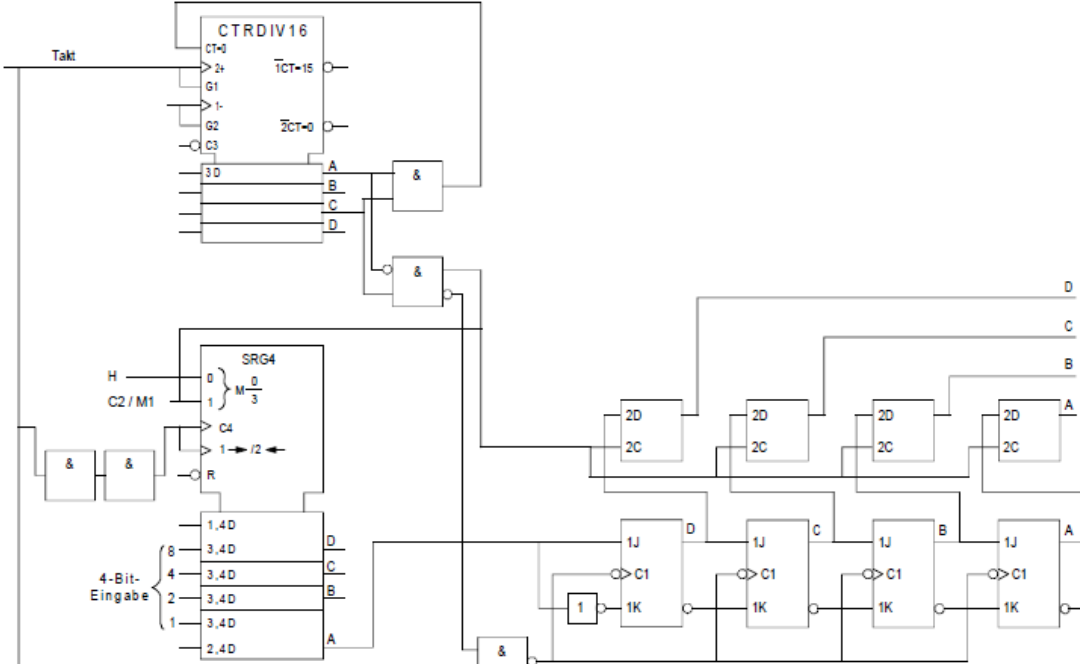 CTRDIV16
CT=0
Takt
2+
1CT=15
G1
1-
G2
2CT=0
C3
3D
A
B
C
D
&
&
D
C
B
A
SRG4
H
0
M 0/3
C2 / M1
1
C4
1 → /2 ←
R
&
&
2D
2C
2D
2C
2D
2C
2D
2C
1,4D
8
3,4D
D
4
3,4D
C
4-Bit-
Eingabe
2
3,4D
B
1
3,4D
2,4D
A
1J
D
1J
C
1J
B
1J
A
C1
C1
C1
C1
1
1K
1K
1K
1K
&